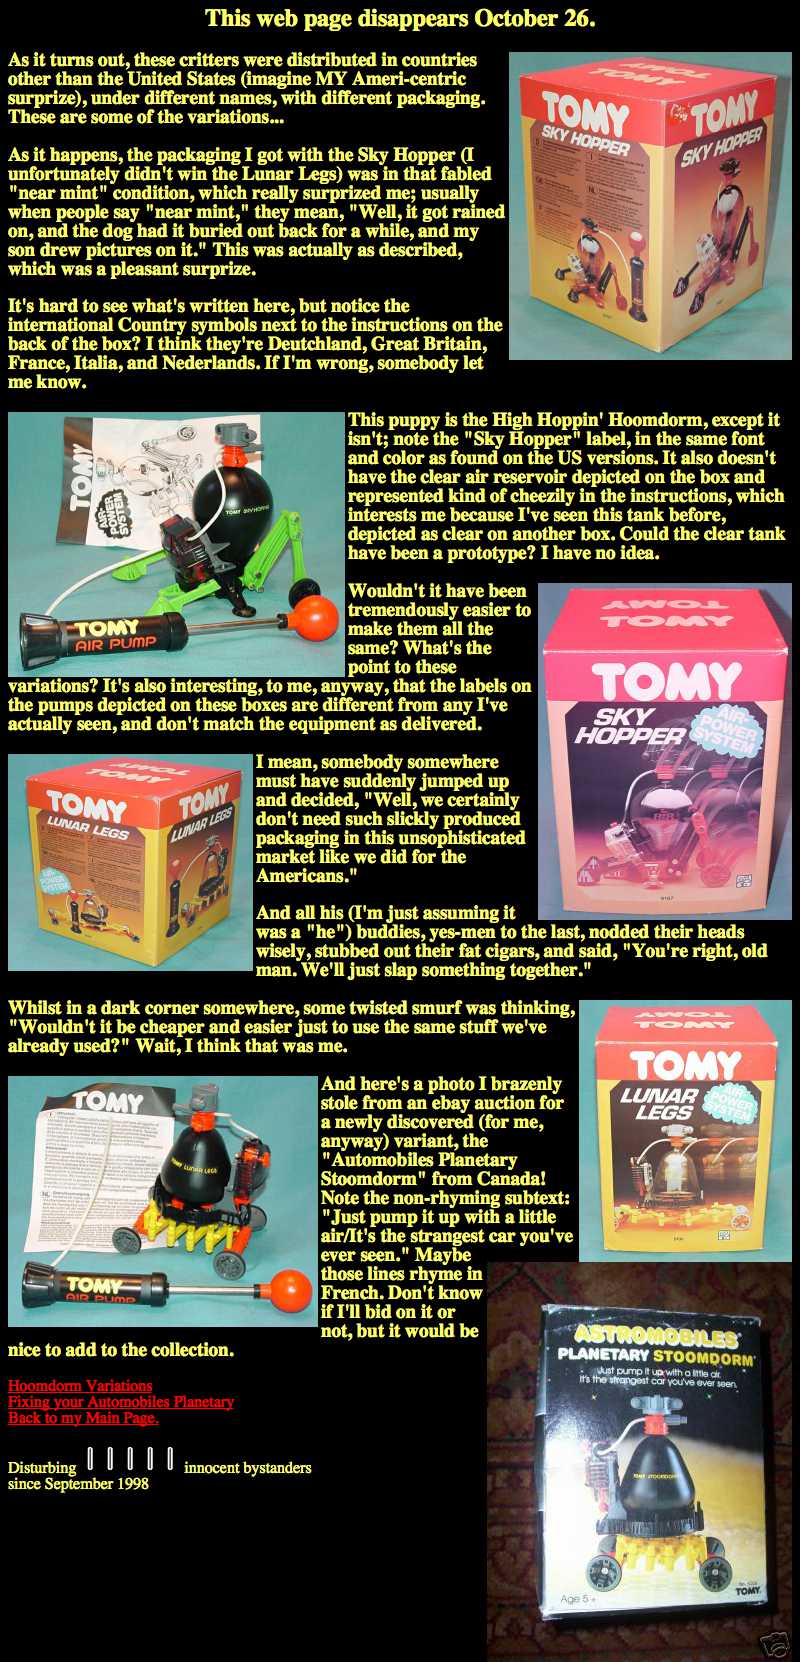 This web page disappears October 26.
As it turns out, these critters were distributed in countries
other than the United States (imagine MY Ameri-centric
surprize), under different names, with different packaging.
These are some of the variations...
As it happens, the packaging I got with the Sky Hopper (I
unfortunately didn't win the Lunar Legs) was in that fabled
"near mint" condition, which really surprized me; usually
when people say "near mint," they mean, "Well, it got rained
on, and the dog had it buried out back for a while, and my
son drew pictures on it." This was actually as described,
which was a pleasant surprize.
It's hard to see what's written here, but notice the
international Country symbols next to the instructions on the
back of the box? I think they're Deutchland, Great Britain,
France, Italia, and Nederlands. If I'm wrong, somebody let
me know.
TOMY
TOMY
SKY HOPPER
TOMY
SKY HOPPER
This puppy is the High Hoppin' Hoomdorm, except it
isn't; note the "Sky Hopper" label, in the same font
and color as found on the US versions. It also doesn't
have the clear air reservoir depicted on the box and
represented kind of cheezily in the instructions, which
interests me because I've seen this tank before,
depicted as clear on another box. Could the clear tank
have been a prototype? I have no idea.
TOMY
AIR-
POWER
SYSTEM
TOMY SKY HOPPER
TOMY
AIR PUMP
Wouldn't it have been
tremendously easier to
make them all the
same? What's the
point to these
variations? It's also interesting, to me, anyway, that the labels on
the pumps depicted on these boxes are different from any I've
actually seen, and don't match the equipment as delivered.
TOMY
TOMY
TOMY
SKY
HOPPER
AIR-
POWER
SYSTEM
I mean, somebody somewhere
must have suddenly jumped up
and decided, "Well, we certainly
don't need such slickly produced
packaging in this unsophisticated
market like we did for the
Americans."
TOMY
TOMY
TOMY
LUNAR LEGS
TOMY
LUNAR LEGS
AIR-
POWER
SYSTEM
And all his (I'm just assuming it
was a "he") buddies, yes-men to the last, nodded their heads
wisely, stubbed out their fat cigars, and said, "You're right, old
man. We'll just slap something together."
Whilst in a dark corner somewhere, some twisted smurf was thinking,
"Wouldn't it be cheaper and easier just to use the same stuff we've
already used?" Wait, I think that was me.
TOMY
TOMY
TOMY
LUNAR
LEGS
AIR-
POWER
SYSTEM
TOMY
TOMY LUNAR LEGS
TOMY
AIR PUMP
And here's a photo I brazenly
stole from an ebay auction for
a newly discovered (for me,
anyway) variant, the
"Automobiles Planetary
Stoomdorm" from Canada!
Note the non-rhyming subtext:
"Just pump it up with a little
air/It's the strangest car you've
ever seen." Maybe
those lines rhyme in
French. Don't know
if I'll bid on it or
not, but it would be
nice to add to the collection.
ASTROMOBILES
PLANETARY STOOMDORM
Just pump it up with a little air.
It's the strangest car you've ever seen.
TOMY STOOMDORM
Age 5+
TOMY
Hoomdorm Variations
Fixing your Automobiles Planetary
Back to my Main Page.
Disturbing 00000 innocent bystanders
since September 1998